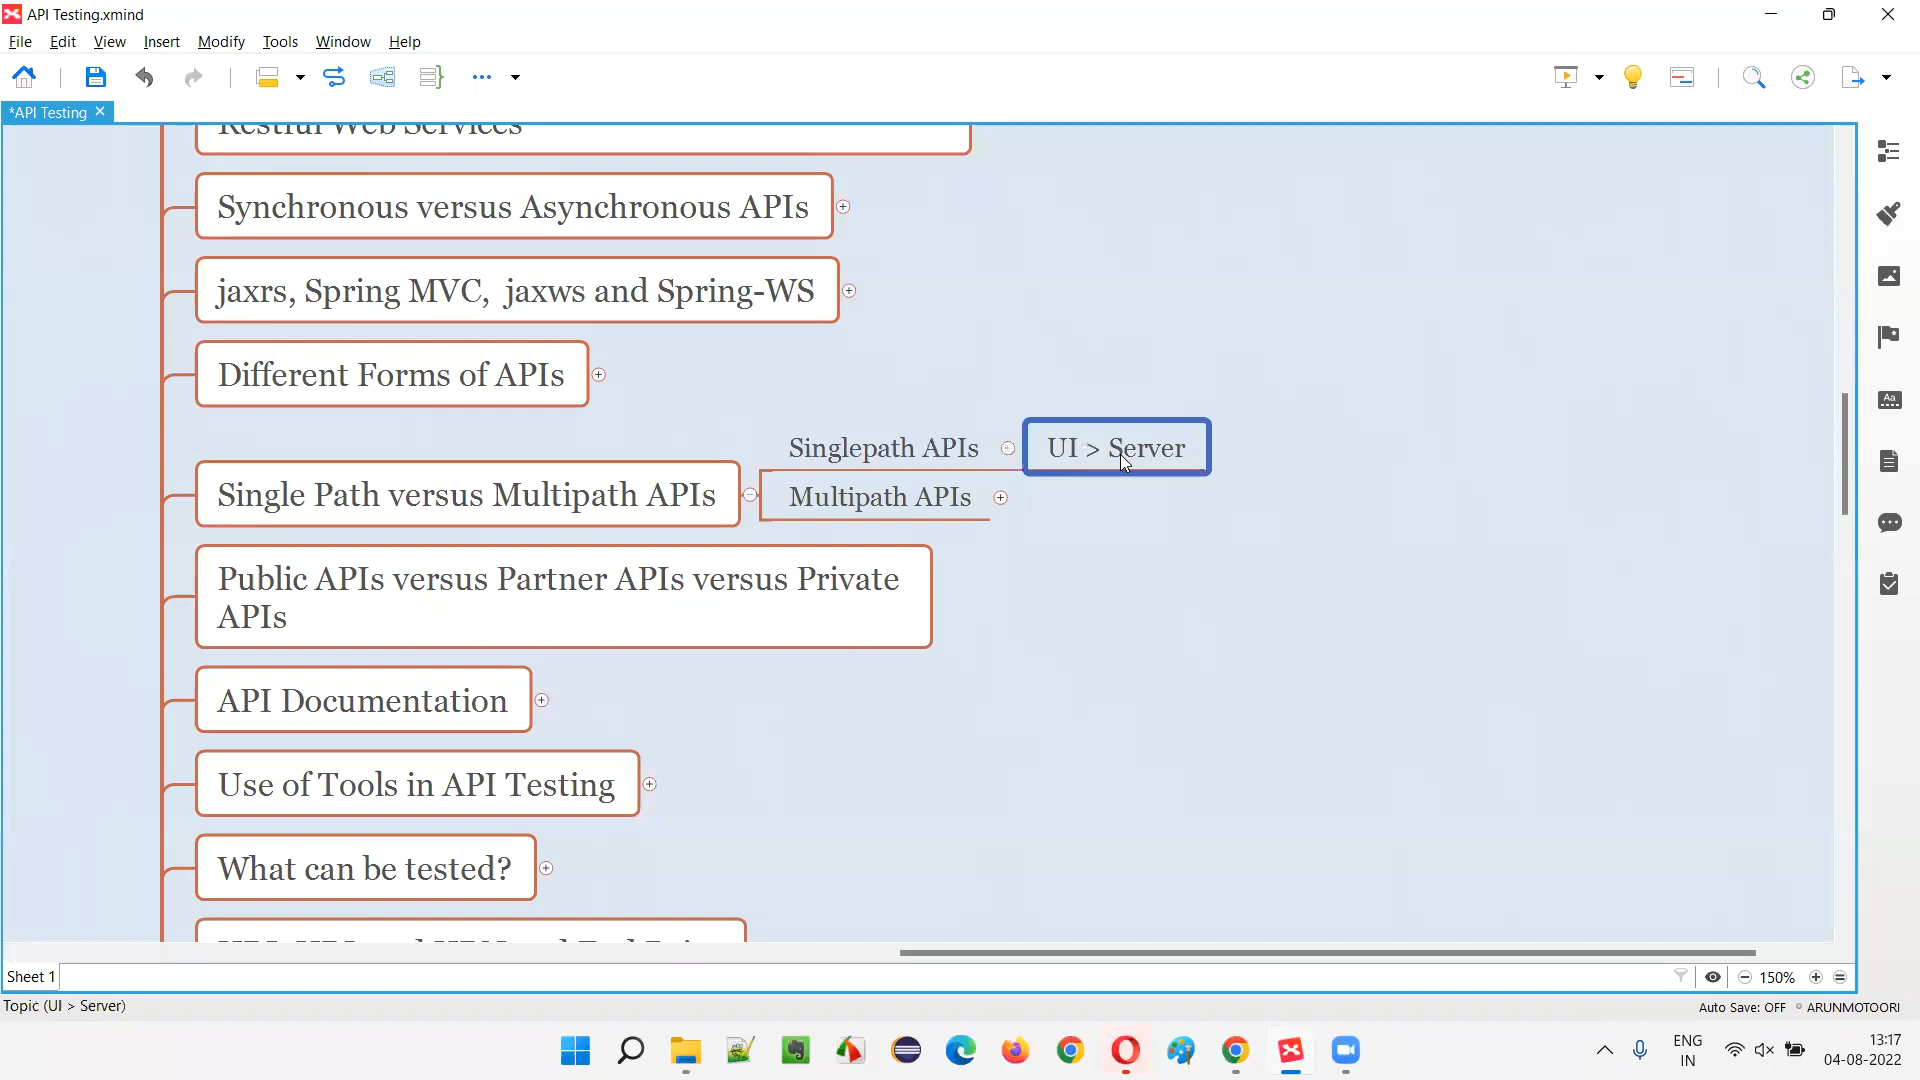 API Testing.xmind
File Edit View Insert Modify Tools Window Help
*API Testing
Restful Web Services
Synchronous versus Asynchronous APIs
jaxrs, Spring MVC, jaxws and Spring-WS
Different Forms of APIs
Singlepath APIs
UI > Server
Single Path versus Multipath APIs
Multipath APIs
Public APIs versus Partner APIs versus Private
APIs
API Documentation
Use of Tools in API Testing
What can be tested?
Sheet 1
150%
Topic (UI > Server)
Auto Save: OFF
ARUNMOTOORI
ENG
IN
13:17
04-08-2022